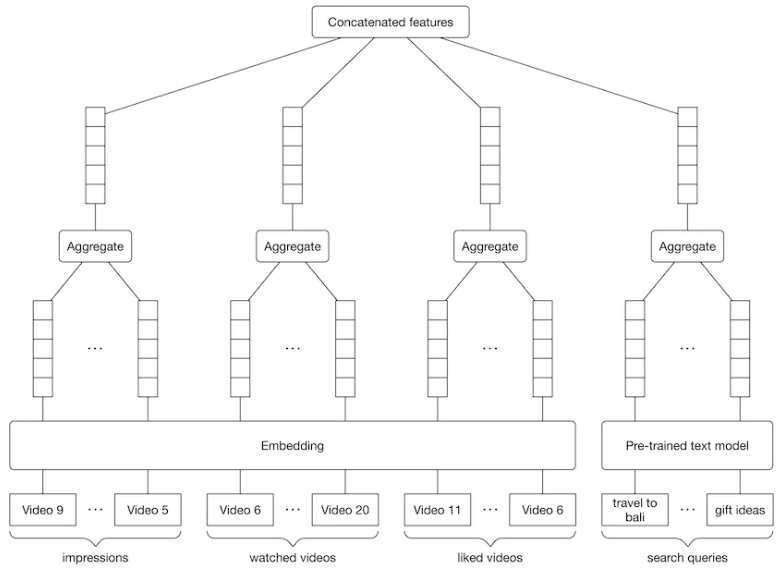 Concatenated features
Aggregate
Aggregate
Aggregate
Aggregate
...
...
...
...
Embedding
Pre-trained text model
Video 9
...
Video 5
Video 6
...
Video 20
Video 11
...
Video 6
travel to
bali
...
gift ideas
impressions
watched videos
liked videos
search queries